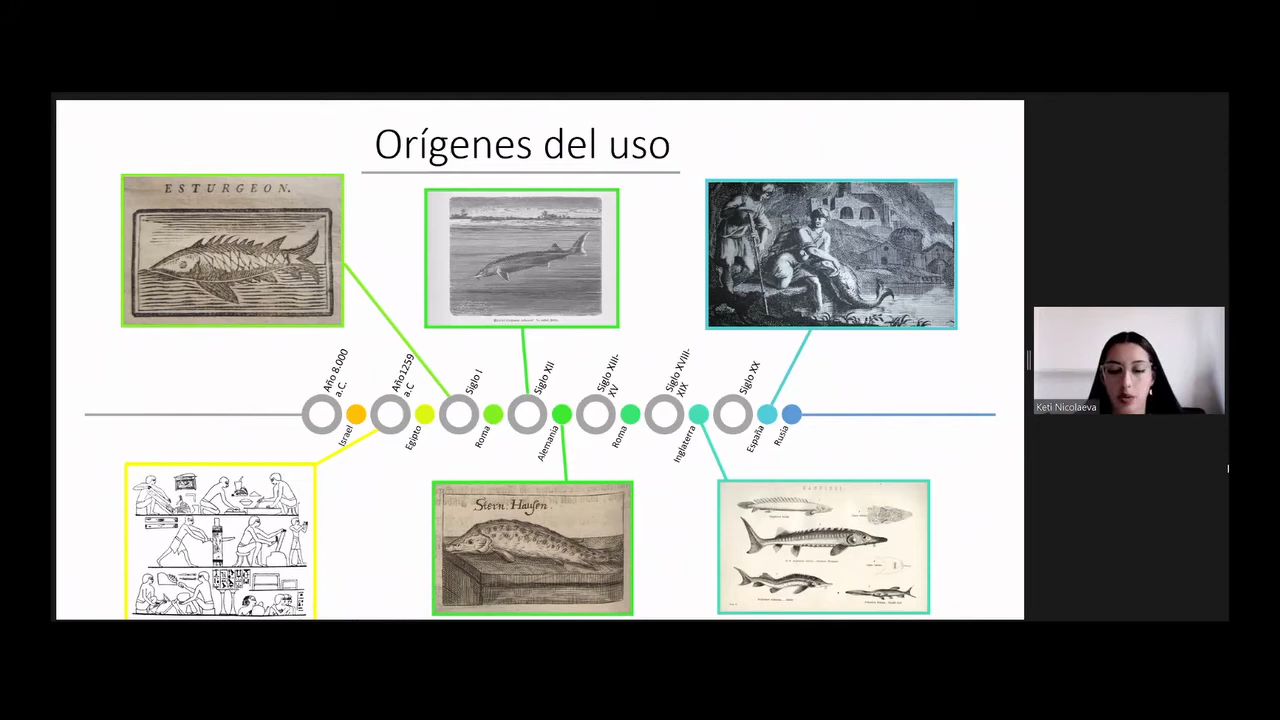 Orígenes del uso
ESTURGEON.
Año 8.000
a.C.
Año1259
a.C
Siglo I
Siglo XII
Siglo XIII-
XV
Siglo XVIII-
XIX
Siglo XX
Israel
Egipto
Roma
Alemania
Roma
Inglaterra
España
Rusia
Stern. Hausen.
Keti Nicolaeva